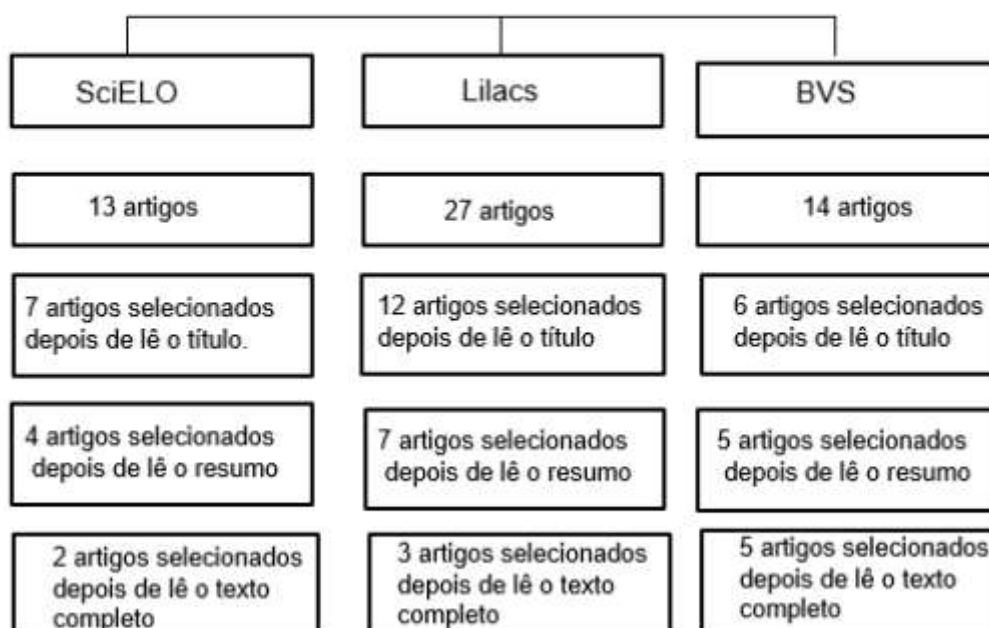 SciELO
Lilacs
BVS
13 artigos
27 artigos
14 artigos
7 artigos selecionados
depois de lê o título.
12 artigos selecionados
depois de lê o título
6 artigos selecionados
depois de lê o título
4 artigos selecionados
depois de lê o resumo
7 artigos selecionados
depois de lê o resumo
5 artigos selecionados
depois de lê o resumo
2 artigos selecionados
depois de lê o texto
completo
3 artigos selecionados
depois de lê o texto
completo
5 artigos selecionados
depois de lê o texto
completo